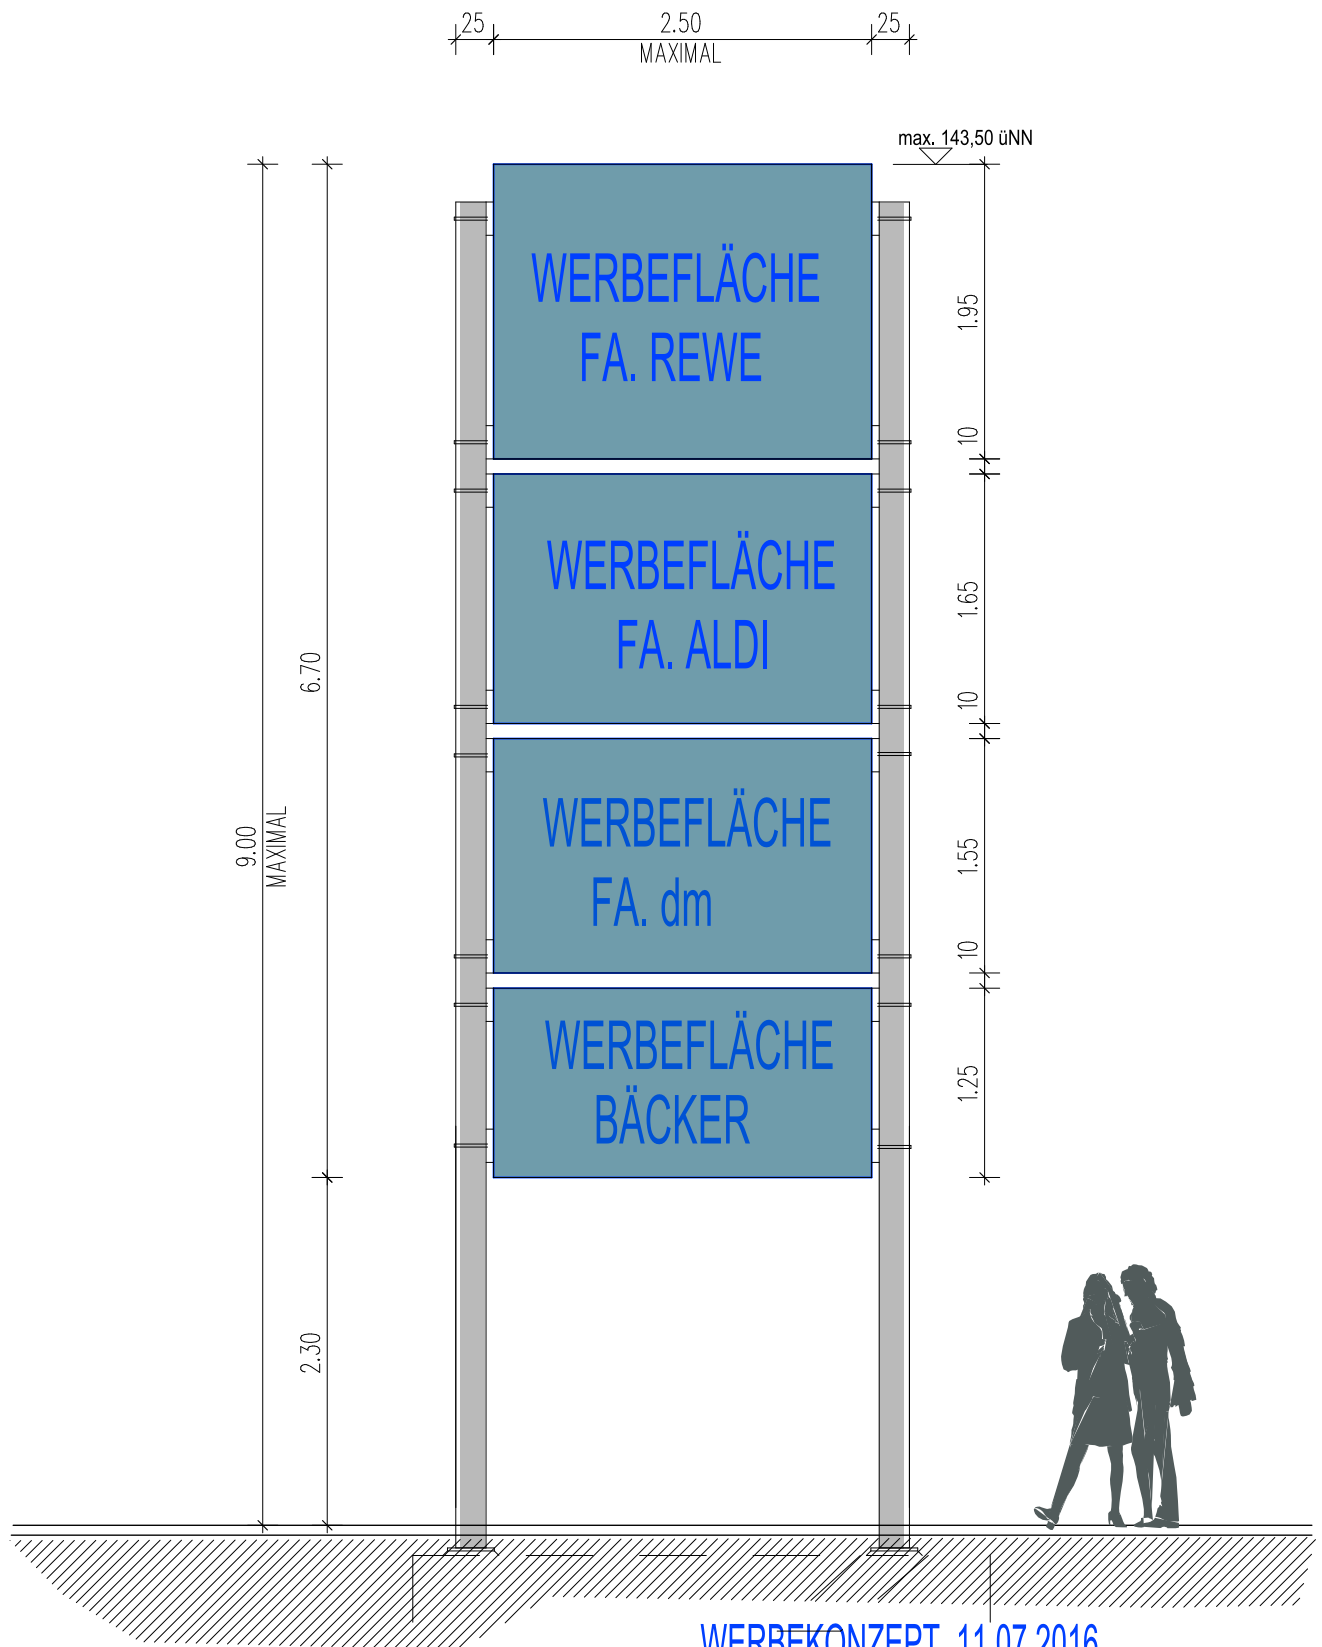 25 2.50 25
MAXIMAL
max. 143,50 üNN
WERBEFLÄCHE
FA. REWE
1.95
10
WERBEFLÄCHE
FA. ALDI
1.65
10
6.70
9.00
MAXIMAL
WERBEFLÄCHE
FA. dm
1.55
10
WERBEFLÄCHE
BÄCKER
1.25
2.30
WERBEKONZEPT 11.07.2016